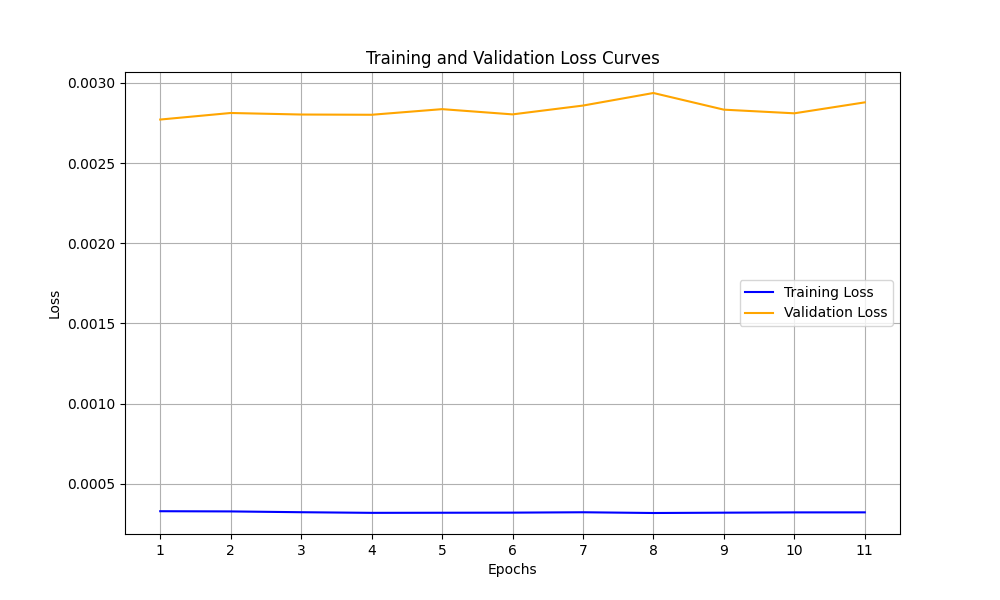 Training and Validation Loss Curves
0.0030
0.0025
0.0020
0.0015
0.0010
0.0005
Loss
Training Loss
Validation Loss
1 2 3 4 5 6 7 8 9 10 11
Epochs